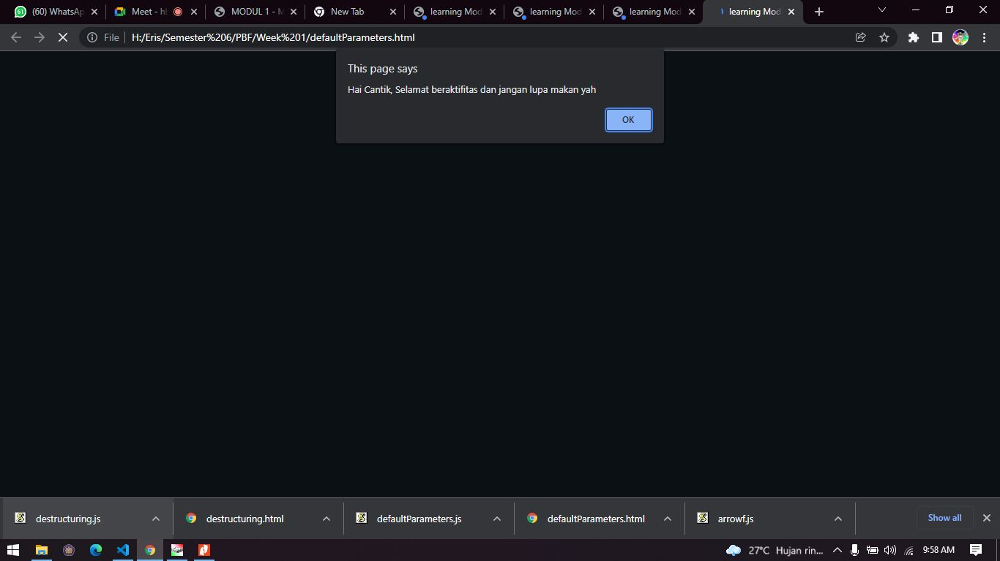 61 (60) WhatsAp
Meet - hb
MODUL 1 - M
New Tab
learning Mod
learning Mod
learning Mod
learning Mod
File
H:/Eris/Semester%206/PBF/Week%201/defaultParameters.html
This page says
Hai Cantik, Selamat beraktifitas dan jangan lupa makan yah
OK
destructuring.js
destructuring.html
defaultParameters.js
defaultParameters.html
arrowf.js
Show all
27°C Hujan rin...
9:58 AM